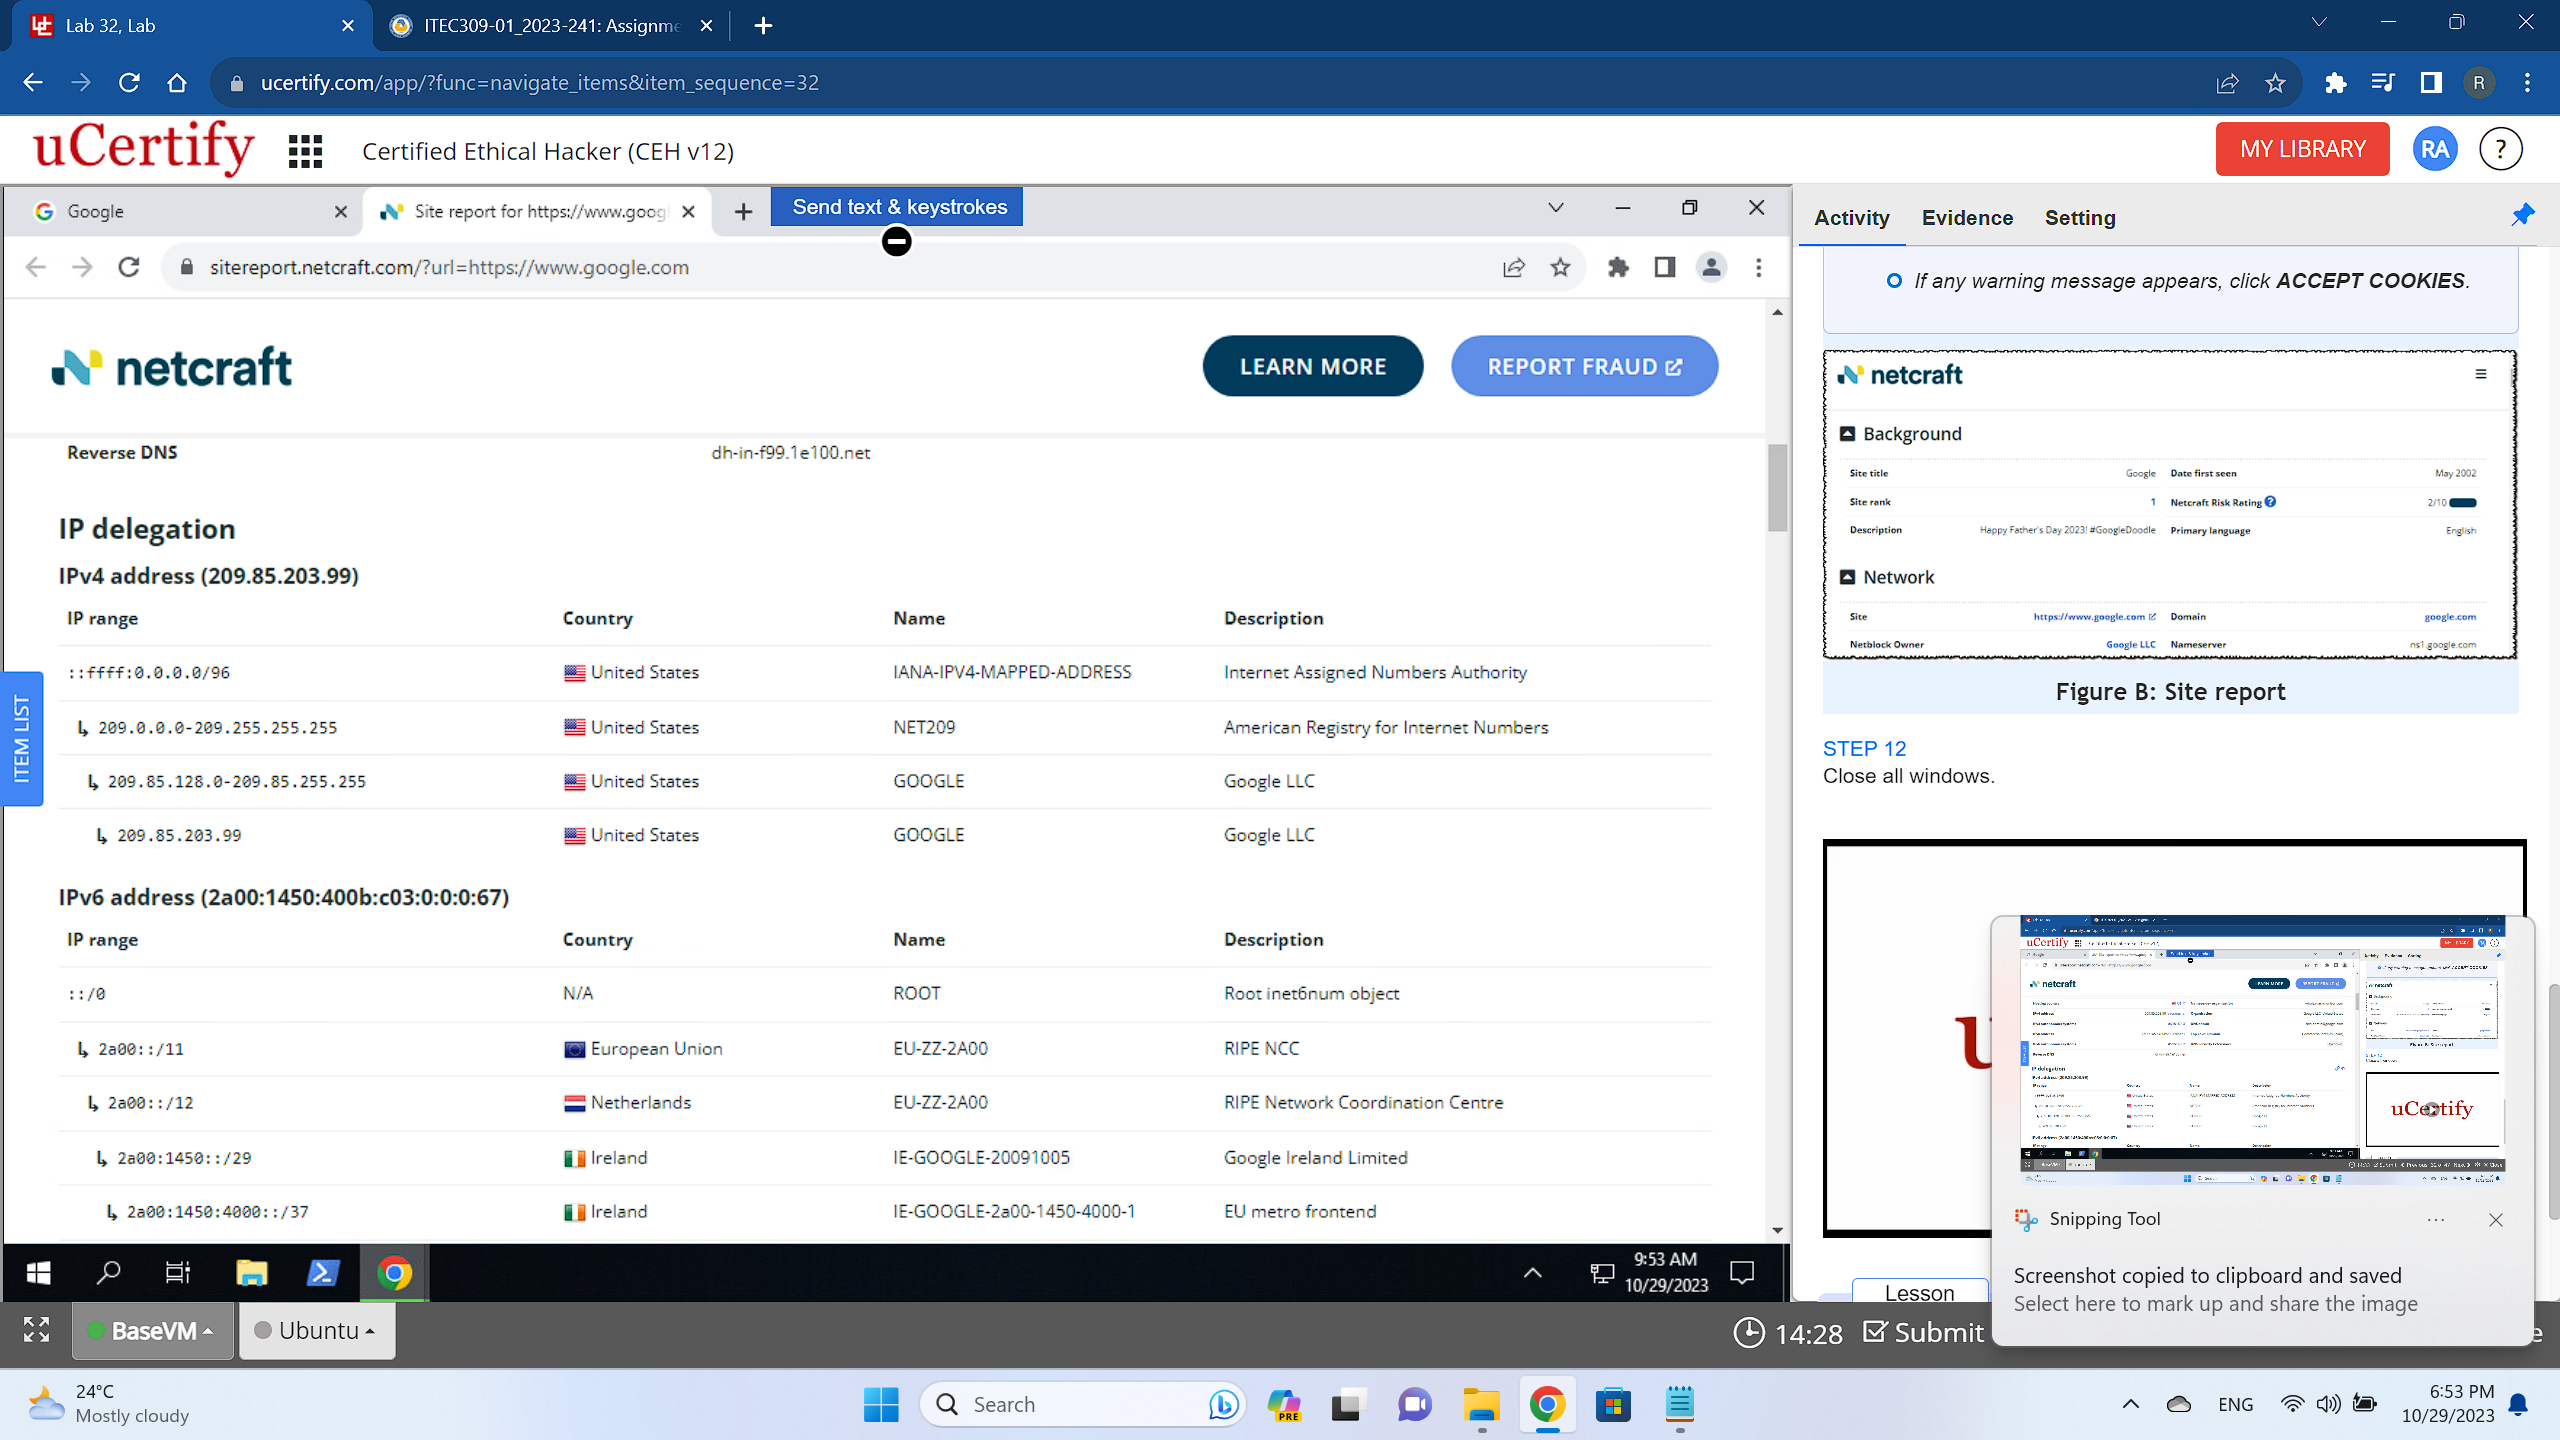 Lab 32, Lab
ITEC309-01_2023-241: Assignme
ucertify.com/app/?func=navigate_items&item_sequence=32
R
uCertify
Certified Ethical Hacker (CEH v12)
MY LIBRARY
RA
?
Google
Site report for https://www.goog
Send text & keystrokes
sitereport.netcraft.com/?url=https://www.google.com
netcraft
LEARN MORE
REPORT FRAUD
Reverse DNS dh-in-f99.1e100.net
IP delegation
IPv4 address (209.85.203.99)
IP range Country Name Description
::ffff:0.0.0.0/96 United States IANA-IPV4-MAPPED-ADDRESS Internet Assigned Numbers Authority
↳ 209.0.0.0-209.255.255.255 United States NET209 American Registry for Internet Numbers
↳ 209.85.128.0-209.85.255.255 United States GOOGLE Google LLC
↳ 209.85.203.99 United States GOOGLE Google LLC
IPv6 address (2a00:1450:400b:c03:0:0:0:67)
IP range Country Name Description
::/0 N/A ROOT Root inet6num object
↳ 2a00::/11 European Union EU-ZZ-2A00 RIPE NCC
↳ 2a00::/12 Netherlands EU-ZZ-2A00 RIPE Network Coordination Centre
↳ 2a00:1450::/29 Ireland IE-GOOGLE-20091005 Google Ireland Limited
↳ 2a00:1450:4000::/37 Ireland IE-GOOGLE-2a00-1450-4000-1 EU metro frontend
ITEM LIST
9:53 AM
10/29/2023
Activity Evidence Setting
If any warning message appears, click ACCEPT COOKIES.
netcraft
Background
Site title Google Date first seen May 2002
Site rank 1 Netcraft Risk Rating ? 2/10
Description Happy Father's Day 2023! #GoogleDoodle Primary language English
Network
Site https://www.google.com Domain google.com
Netblock Owner Google LLC Nameserver ns1.google.com
Figure B: Site report
STEP 12
Close all windows.
u
uCertify
netcraft
uCertify
Snipping Tool
Screenshot copied to clipboard and saved
Select here to mark up and share the image
Lesson
BaseVM
Ubuntu
14:28
Submit
e
24°C
Mostly cloudy
Search
PRE
ENG
6:53 PM
10/29/2023